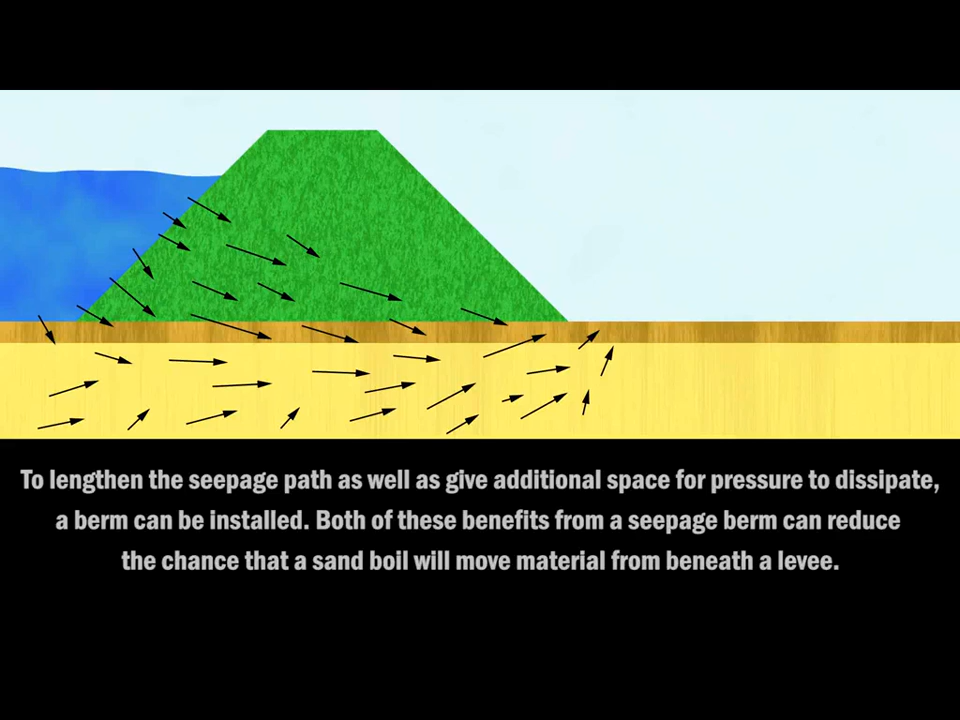 To lengthen the seepage path as well as give additional space for pressure to dissipate,
a berm can be installed. Both of these benefits from a seepage berm can reduce
the chance that a sand boil will move material from beneath a levee.